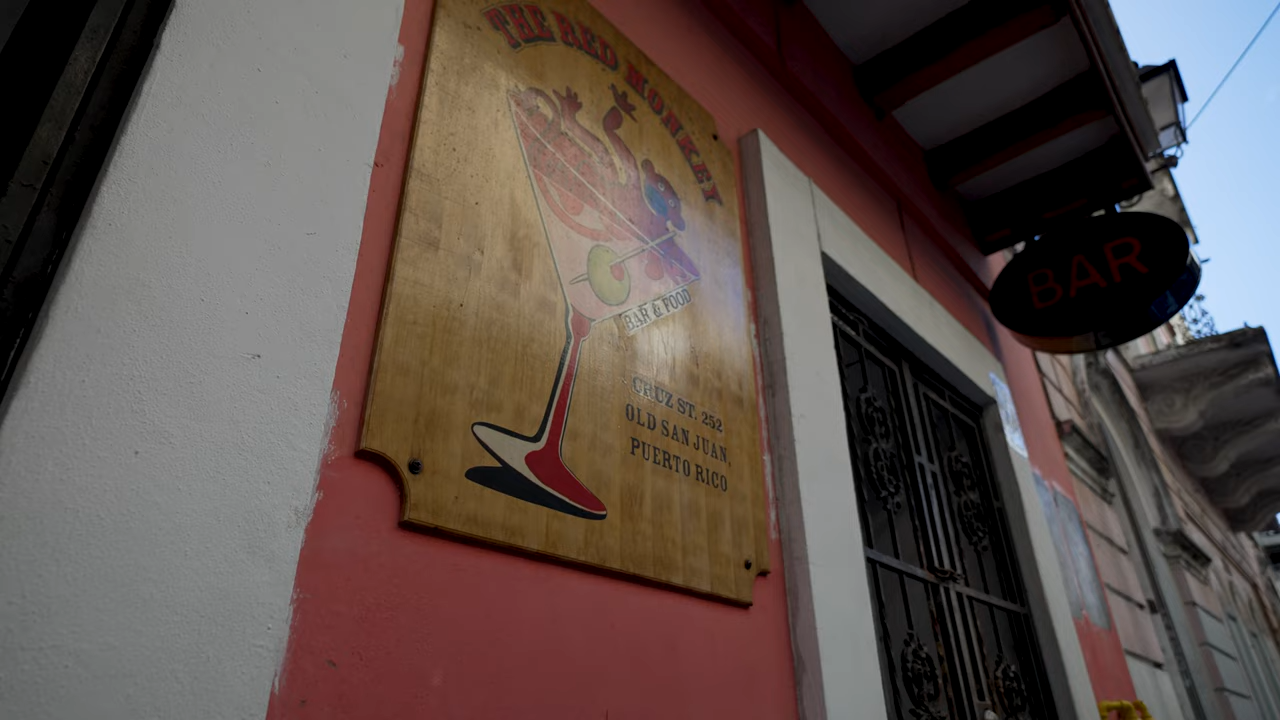 THE RED MONKEY
BAR & FOOD
CRUZ ST. 252
OLD SAN JUAN,
PUERTO RICO
BAR